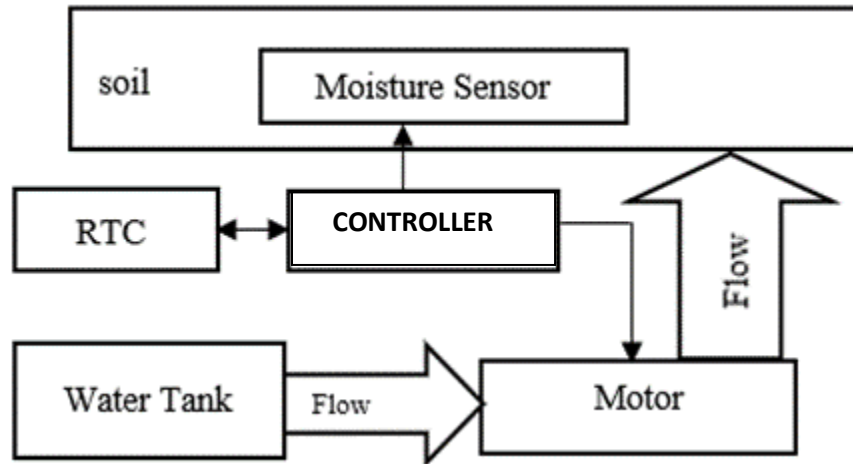 soil
Moisture Sensor
RTC
CONTROLLER
Flow
Water Tank
Flow
Motor